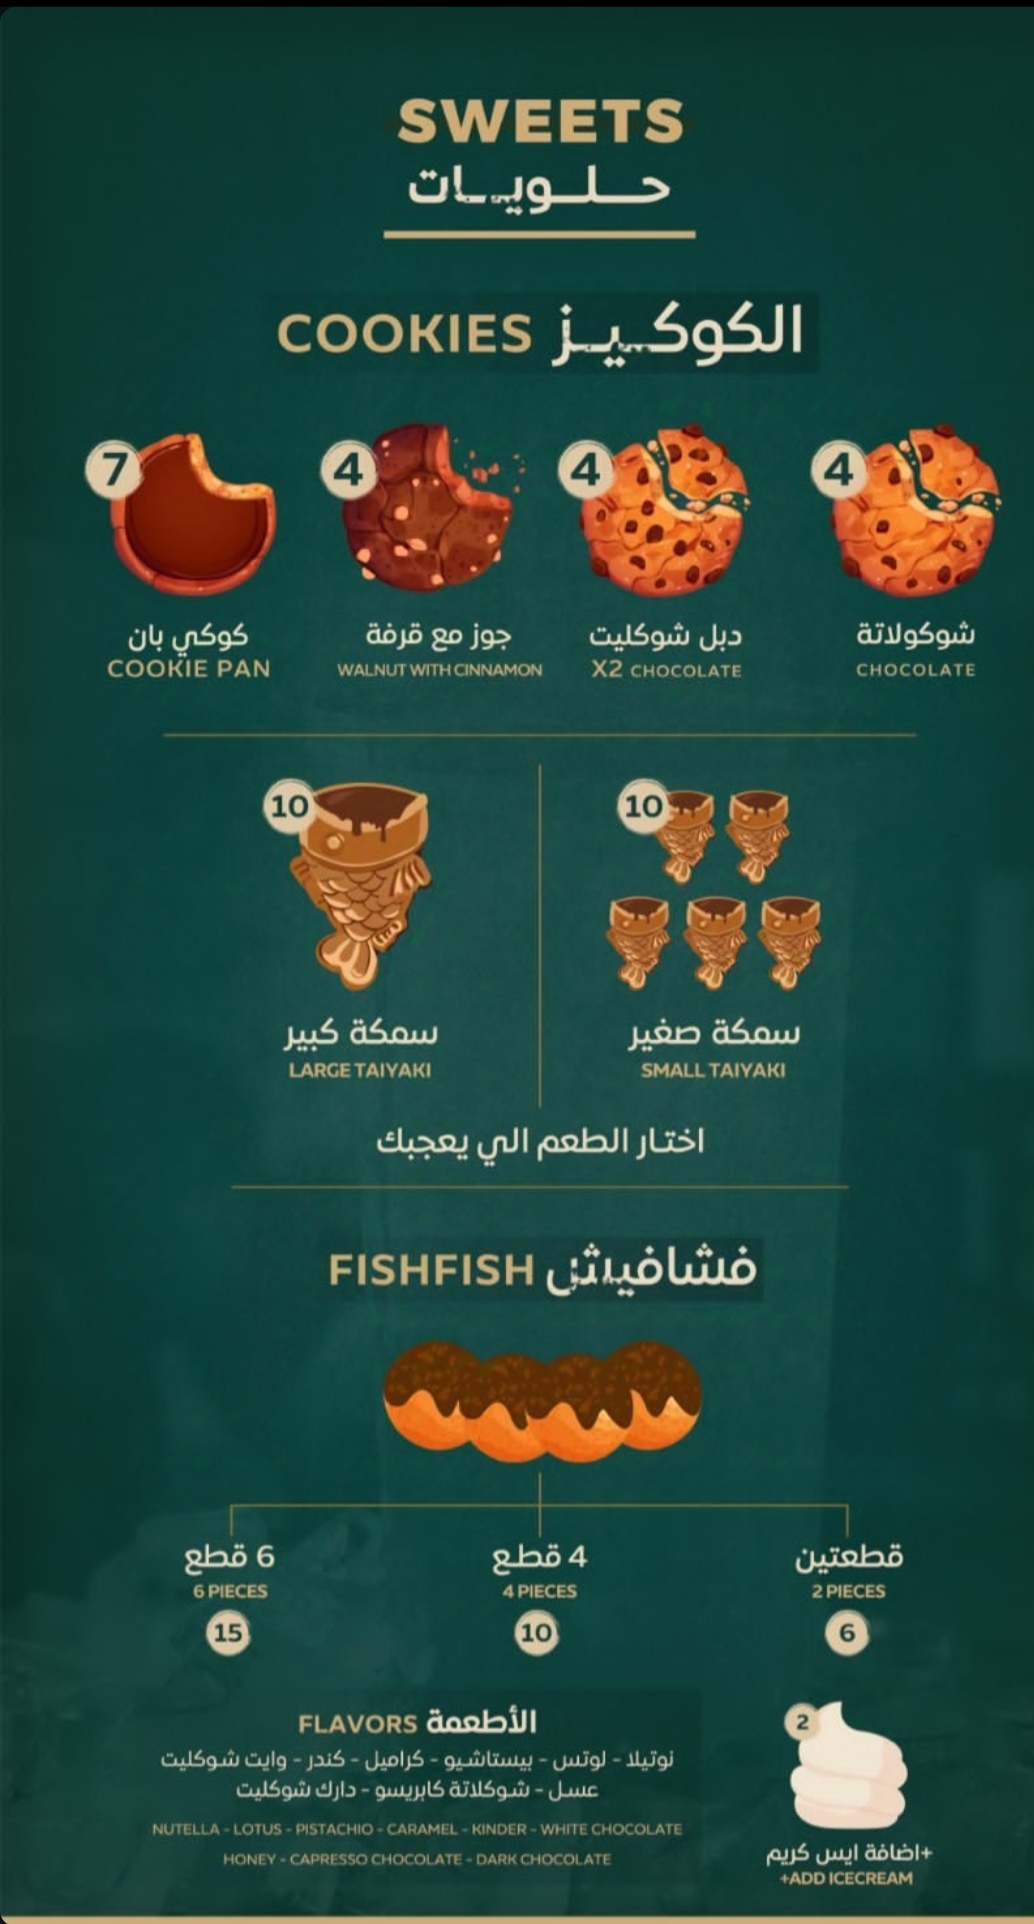 SWEETS
حلويات
COOKIES الكوكيز
7
4
4
4
كوكي بان
COOKIE PAN
جوز مع قرفة
WALNUT WITH CINNAMON
دبل شوكليت
X2 CHOCOLATE
شوكولاتة
CHOCOLATE
10
10
سمكة كبير
LARGE TAIYAKI
سمكة صغير
SMALL TAIYAKI
اختار الطعم الي يعجبك
FISHFISH فشافيش
6 قطع
6 PIECES
15
4 قطع
4 PIECES
10
قطعتين
2 PIECES
6
FLAVORS الأطعمة
نوتيلا - لوتس - بيستاشيو - كراميل - كندر - وايت شوكليت
عسل - شوكلاتة كابريسو - دارك شوكليت
NUTELLA - LOTUS - PISTACHIO - CARAMEL - KINDER - WHITE CHOCOLATE
HONEY - CAPRESSO CHOCOLATE - DARK CHOCOLATE
2
+اضافة ايس كريم
+ADD ICECREAM